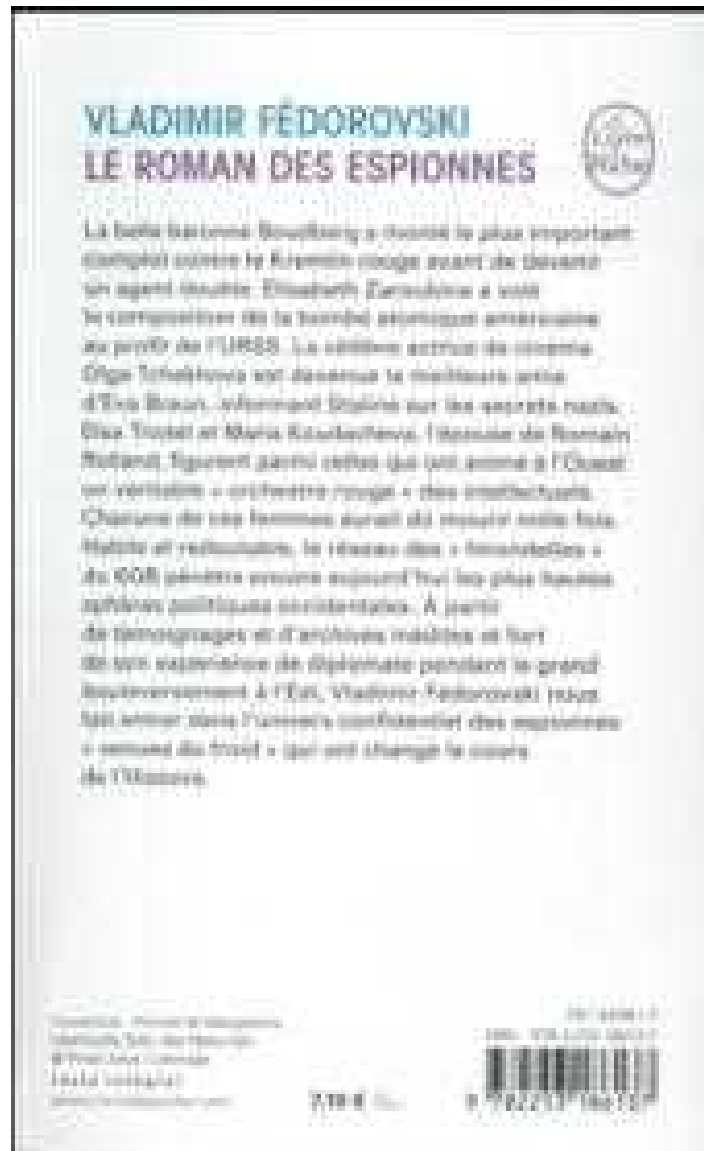 VLADIMIR FÉDOROVSKI
LE ROMAN DES ESPIONNES
Le Livre de Poche
La belle baronne Boudberg a monté le plus important
complot contre le Kremlin rouge avant de devenir
un agent double. Elisabeth Zaroubina a volé
la composition de la bombe atomique américaine
au profit de l'URSS. La célèbre actrice de cinéma
Olga Tchekhova est devenue la meilleure amie
d'Eva Braun, informant Staline sur les secrets nazis.
Elsa Triolet et Maria Koudacheva, l'épouse de Romain
Rolland, figurent parmi celles qui ont animé à l'Ouest
un véritable « orchestre rouge » des intellectuels.
Chacune de ces femmes aurait dû mourir mille fois.
Habile et redoutable, le réseau des « hirondelles »
du KGB pénètre encore aujourd'hui les plus hautes
sphères politiques occidentales. À partir
de témoignages et d'archives inédites et fort
de son expérience de diplomate pendant le grand
bouleversement à l'Est, Vladimir Fédorovski nous
fait entrer dans l'univers confidentiel des espionnes
« venues du froid » qui ont changé le cours
de l'Histoire.
texte intégral